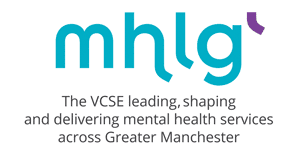 mhlg
The VCSE leading, shaping
and delivering mental health services
across Greater Manchester